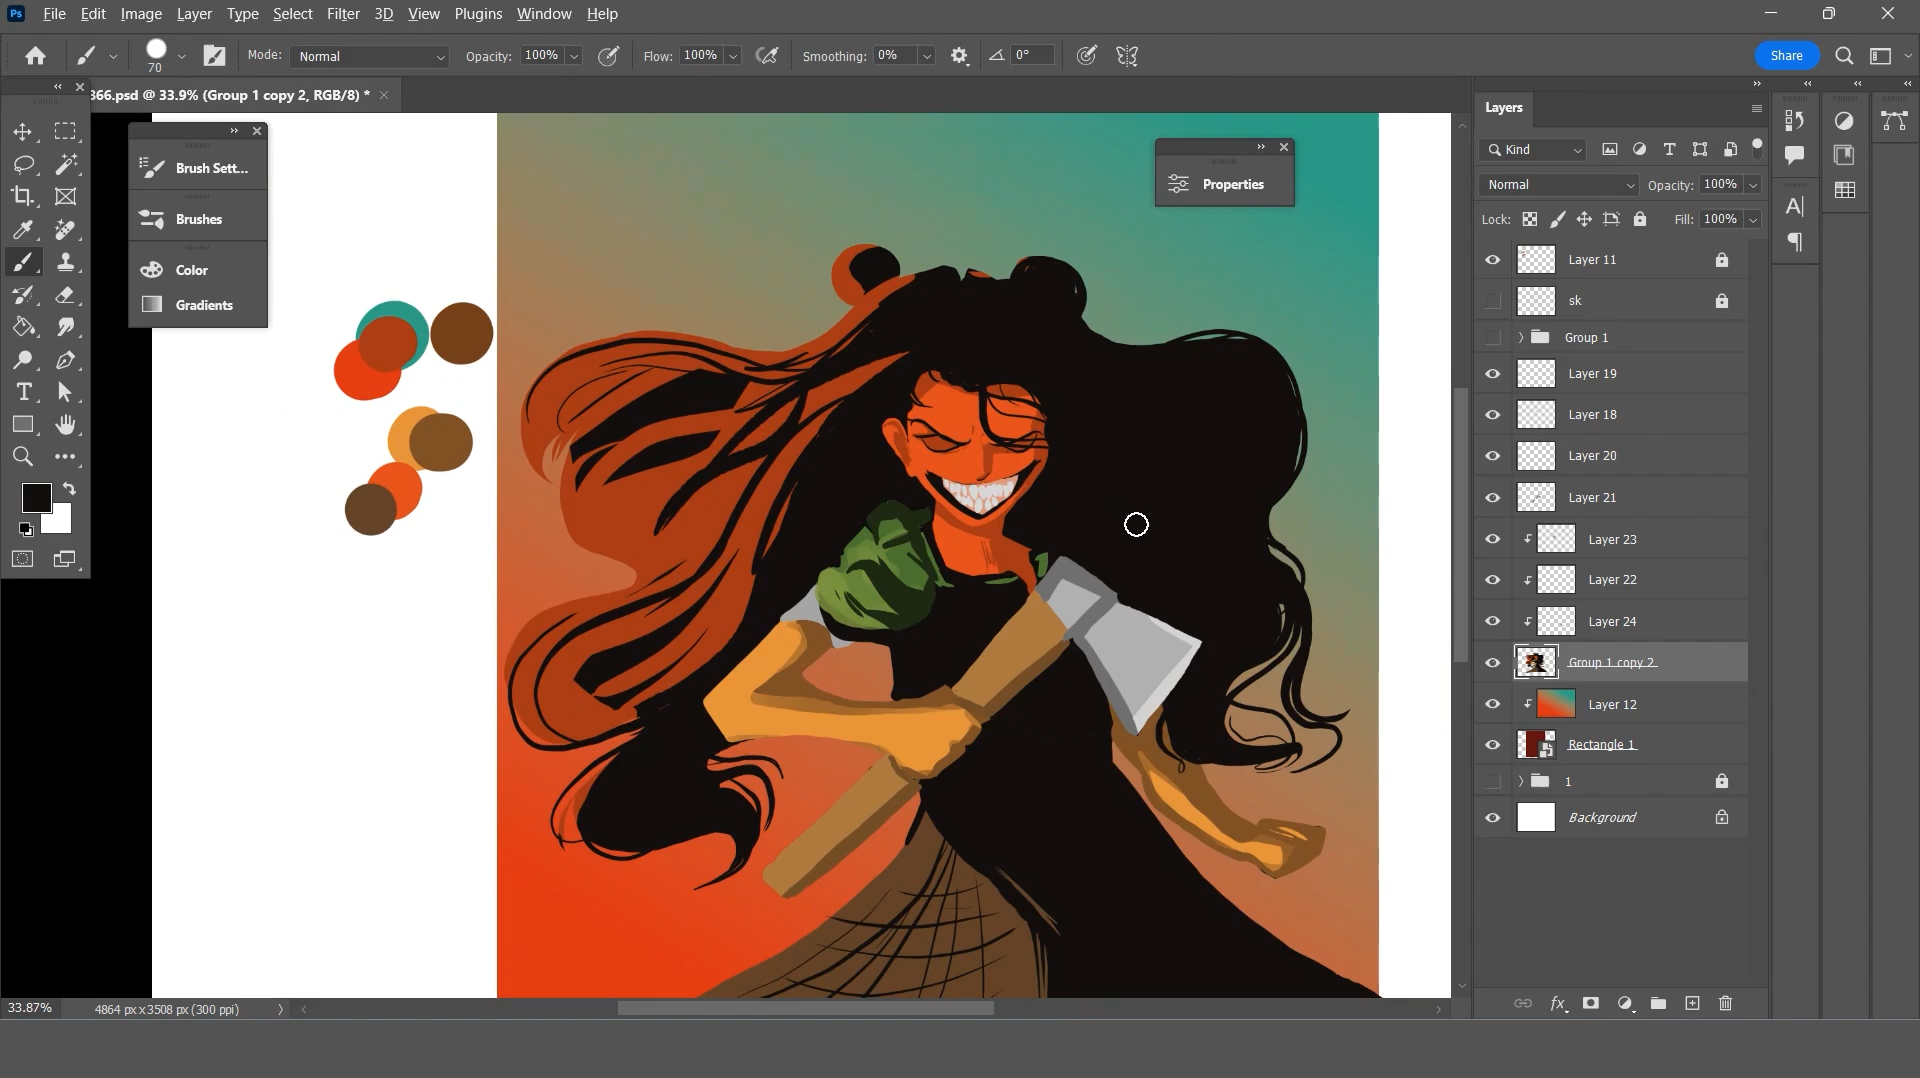 Ps File Edit Image Layer Type Select Filter 3D View Plugins Window Help
70 Mode: Normal Opacity: 100% Flow: 100% Smoothing: 0% 0° Share
366.psd @ 33.9% (Group 1 copy 2, RGB/8) *
Brush Sett...
Brushes
Color
Gradients
Properties
Layers
Kind
Normal Opacity: 100%
Lock: Fill: 100%
Layer 11
sk
Group 1
Layer 19
Layer 18
Layer 20
Layer 21
Layer 23
Layer 22
Layer 24
Group 1 copy 2
Layer 12
Rectangle 1
1
Background
fx
33.87% 4864 px x 3508 px (300 ppi)